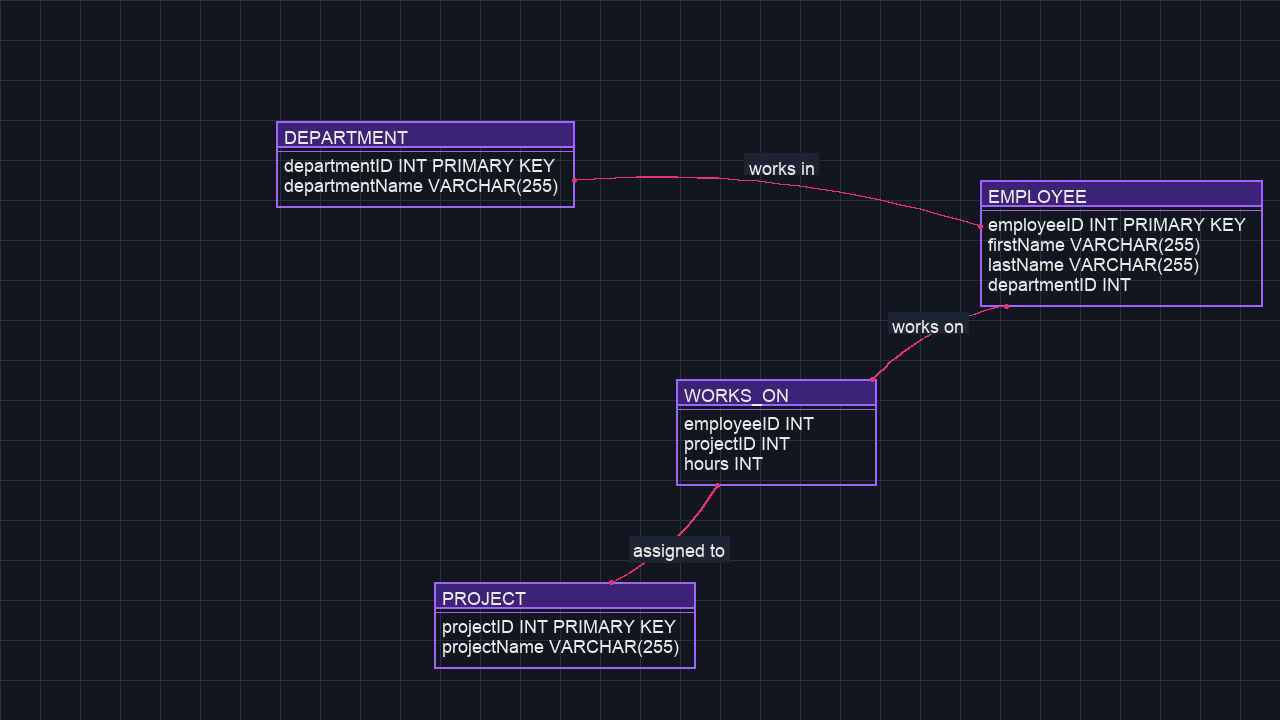 DEPARTMENT
departmentID INT PRIMARY KEY
departmentName VARCHAR(255)
works in
EMPLOYEE
employeeID INT PRIMARY KEY
firstName VARCHAR(255)
lastName VARCHAR(255)
departmentID INT
works on
WORKS_ON
employeeID INT
projectID INT
hours INT
assigned to
PROJECT
projectID INT PRIMARY KEY
projectName VARCHAR(255)